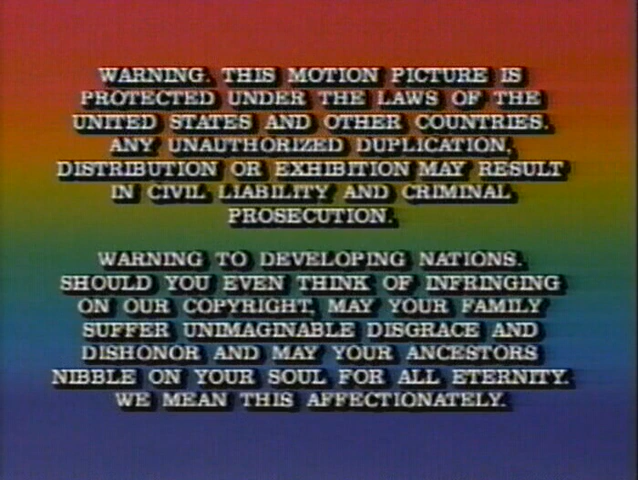 WARNING. THIS MOTION PICTURE IS
PROTECTED UNDER THE LAWS OF THE
UNITED STATES AND OTHER COUNTRIES.
ANY UNAUTHORIZED DUPLICATION,
DISTRIBUTION OR EXHIBITION MAY RESULT
IN CIVIL LIABILITY AND CRIMINAL
PROSECUTION.
WARNING TO DEVELOPING NATIONS.
SHOULD YOU EVEN THINK OF INFRINGING
ON OUR COPYRIGHT, MAY YOUR FAMILY
SUFFER UNIMAGINABLE DISGRACE AND
DISHONOR AND MAY YOUR ANCESTORS
NIBBLE ON YOUR SOUL FOR ALL ETERNITY.
WE MEAN THIS AFFECTIONATELY.